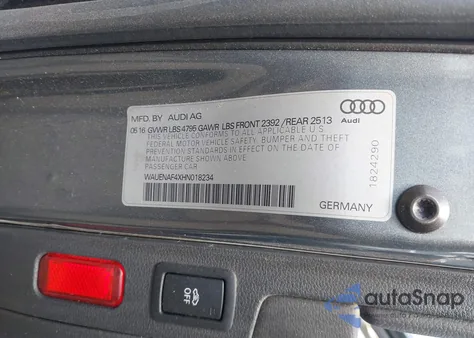 MFD. BY AUDI AG
05 16 GVWR LBS 4795 GAWR LBS FRONT 2392 / REAR 2513
THIS VEHICLE CONFORMS TO ALL APPLICABLE U.S.
FEDERAL MOTOR VEHICLE SAFETY, BUMPER AND THEFT
PREVENTION STANDARDS IN EFFECT ON THE DATE OF
MANUFACTURE SHOWN ABOVE.
PASSENGER CAR
WAUENAF4XHN018234
Audi
1824290
GERMANY
OFF
autoSnap